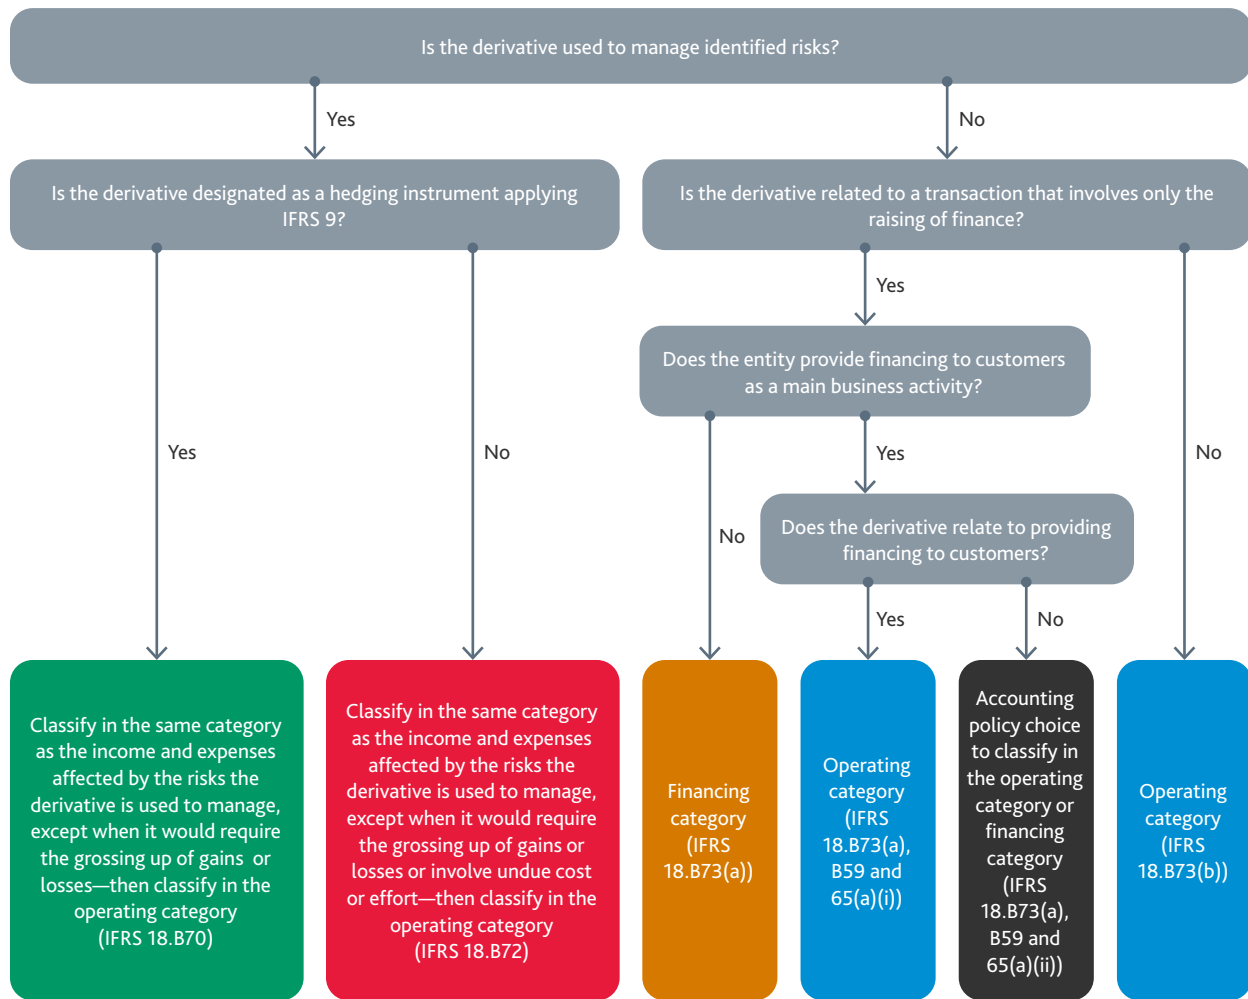 Is the derivative used to manage identified risks?
Yes
No
Is the derivative designated as a hedging instrument applying
IFRS 9?
Is the derivative related to a transaction that involves only the
raising of finance?
Yes
Does the entity provide financing to customers
as a main business activity?
Yes
No
Yes
No
No
Does the derivative relate to providing
financing to customers?
Yes
No
Classify in the same category
as the income and expenses
affected by the risks the
derivative is used to manage,
except when it would require
the grossing up of gains or
losses—then classify in the
operating category
(IFRS 18.B70)
Classify in the same category
as the income and expenses
affected by the risks the
derivative is used to manage,
except when it would require
the grossing up of gains or
losses or involve undue cost
or effort—then classify in the
operating category
(IFRS 18.B72)
Financing
category
(IFRS
18.B73(a))
Operating
category
(IFRS
18.B73(a),
B59 and
65(a)(i))
Accounting
policy choice
to classify in
the operating
category or
financing
category
(IFRS
18.B73(a),
B59 and
65(a)(ii))
Operating
category
(IFRS
18.B73(b))